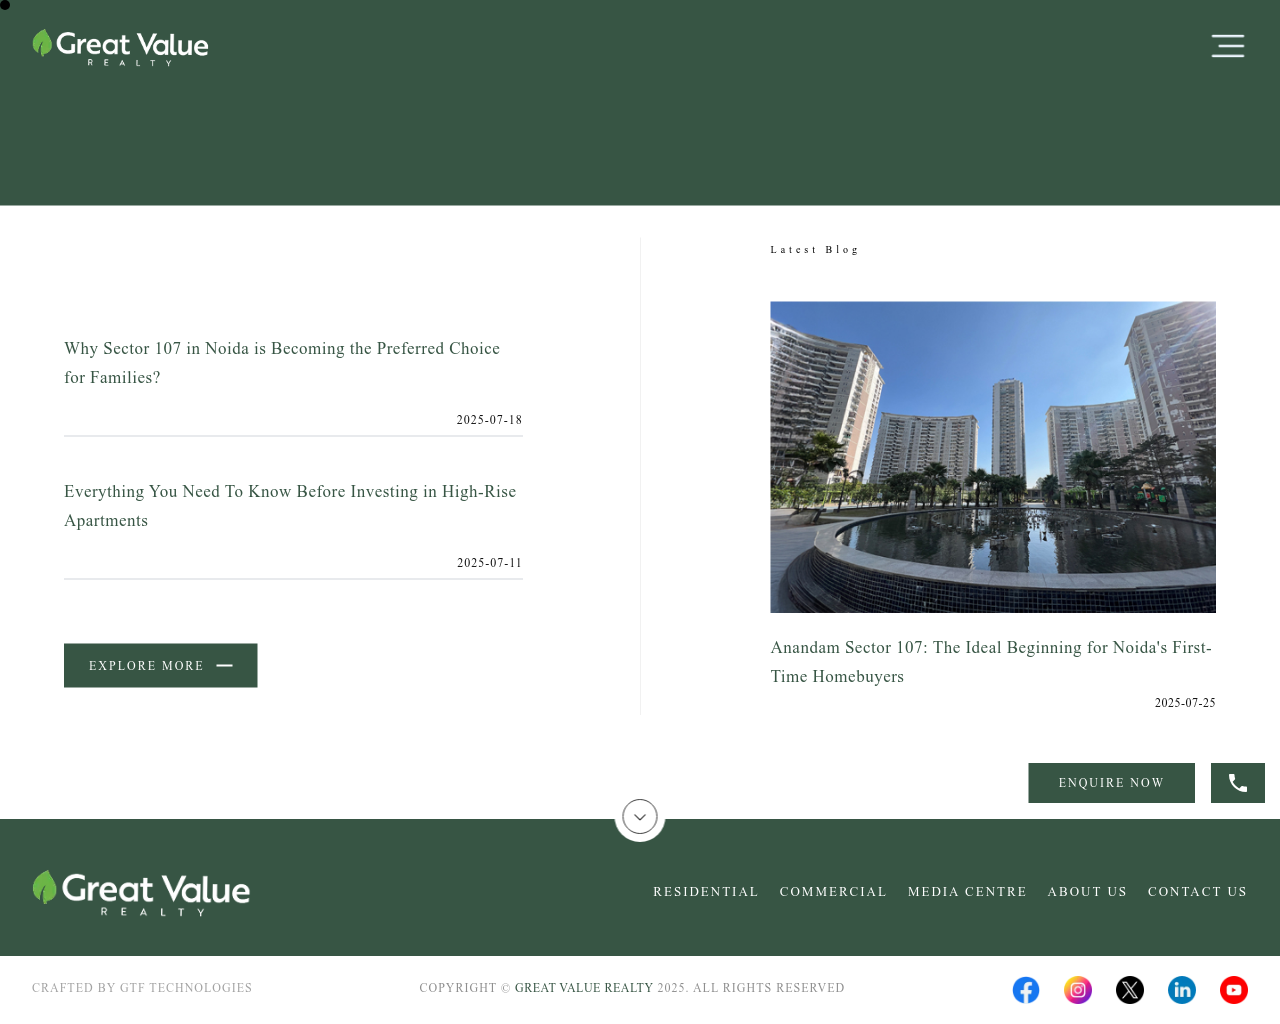 Great Value
REALTY
Why Sector 107 in Noida is Becoming the Preferred Choice
for Families?
2025-07-18
Everything You Need To Know Before Investing in High-Rise
Apartments
2025-07-11
EXPLORE MORE
Latest Blog
Anandam Sector 107: The Ideal Beginning for Noida's First-
Time Homebuyers
2025-07-25
ENQUIRE NOW
Great Value
REALTY
RESIDENTIAL COMMERCIAL MEDIA CENTRE ABOUT US CONTACT US
CRAFTED BY GTF TECHNOLOGIES
COPYRIGHT © GREAT VALUE REALTY 2025. ALL RIGHTS RESERVED